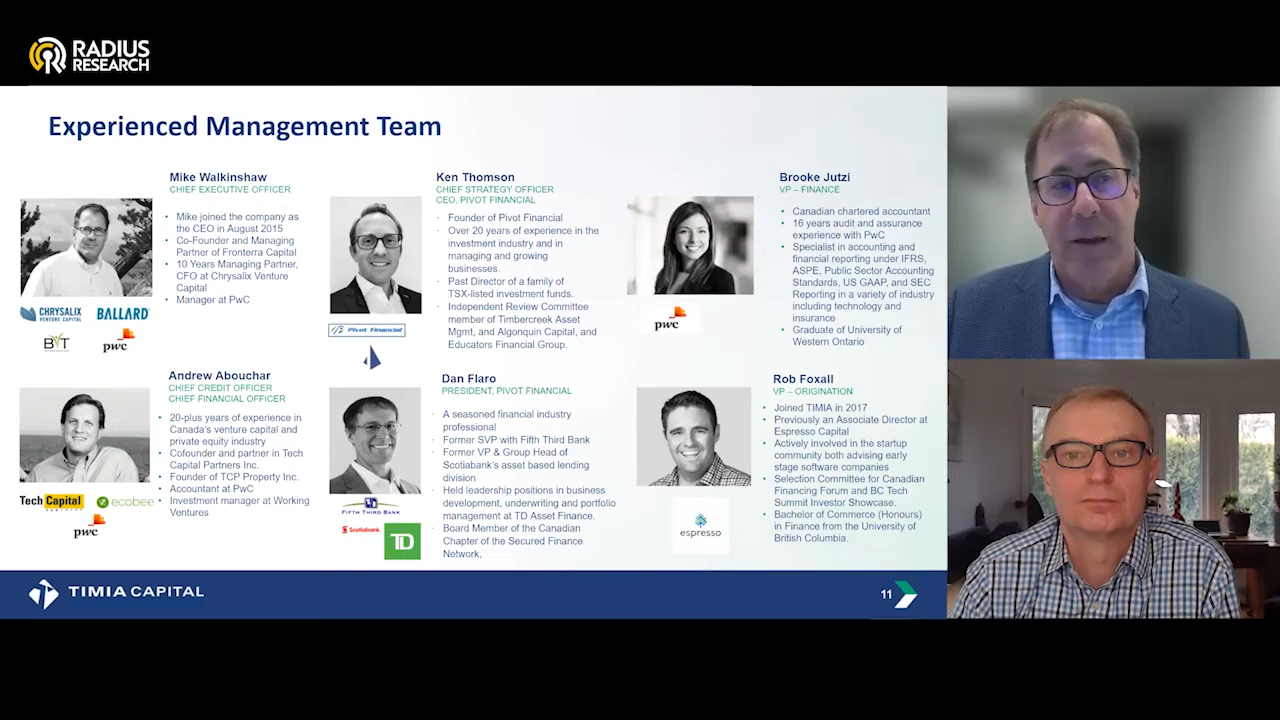 RADIUS
RESEARCH
Experienced Management Team
Mike Walkinshaw
CHIEF EXECUTIVE OFFICER
• Mike joined the company as
the CEO in August 2015
• Co-Founder and Managing
Partner of Fronterra Capital
• 10 Years Managing Partner,
CFO at Chrysalix Venture
Capital
• Manager at PwC
CHRYSALIX
VENTURE CAPITAL
BALLARD
BVT
pwc
Ken Thomson
CHIEF STRATEGY OFFICER
CEO, PIVOT FINANCIAL
· Founder of Pivot Financial
· Over 20 years of experience in the
investment industry and in
managing and growing
businesses.
· Past Director of a family of
TSX-listed investment funds.
· Independent Review Committee
member of Timbercreek Asset
Mgmt, and Algonquin Capital, and
Educators Financial Group.
Pivot Financial
Brooke Jutzi
VP – FINANCE
• Canadian chartered accountant
• 16 years audit and assurance
experience with PwC
• Specialist in accounting and
financial reporting under IFRS,
ASPE, Public Sector Accounting
Standards, US GAAP, and SEC
Reporting in a variety of industry
including technology and
insurance
• Graduate of University of
Western Ontario
pwc
Andrew Abouchar
CHIEF CREDIT OFFICER
CHIEF FINANCIAL OFFICER
• 20-plus years of experience in
Canada's venture capital and
private equity industry
• Cofounder and partner in Tech
Capital Partners Inc.
• Founder of TCP Property Inc.
• Accountant at PwC
• Investment manager at Working
Ventures
Tech Capital
ecobee
pwc
Dan Flaro
PRESIDENT, PIVOT FINANCIAL
· A seasoned financial industry
professional
· Former SVP with Fifth Third Bank
· Former VP & Group Head of
Scotiabank's asset based lending
division
· Held leadership positions in business
development, underwriting and portfolio
management at TD Asset Finance.
· Board Member of the Canadian
Chapter of the Secured Finance
Network,
FIFTH THIRD BANK
Scotiabank
TD
Rob Foxall
VP – ORIGINATION
• Joined TIMIA in 2017
• Previously an Associate Director at
Espresso Capital
• Actively involved in the startup
community both advising early
stage software companies
• Selection Committee for Canadian
Financing Forum and BC Tech
Summit Investor Showcase.
• Bachelor of Commerce (Honours)
in Finance from the University of
British Columbia.
espresso
TIMIA CAPITAL
11